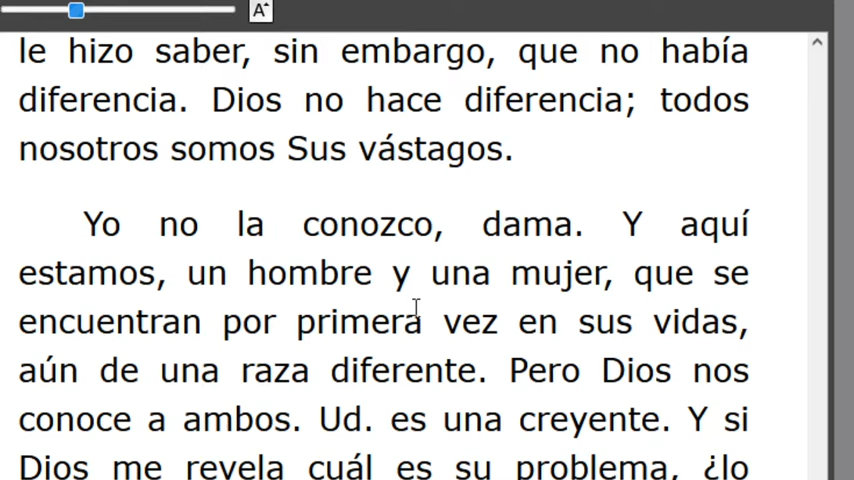 A
le hizo saber, sin embargo, que no había
diferencia. Dios no hace diferencia; todos
nosotros somos Sus vástagos.
Yo no la conozco, dama. Y aquí
estamos, un hombre y una mujer, que se
encuentran por primera vez en sus vidas,
aún de una raza diferente. Pero Dios nos
conoce a ambos. Ud. es una creyente. Y si
Dios me revela cuál es su problema, ¿lo